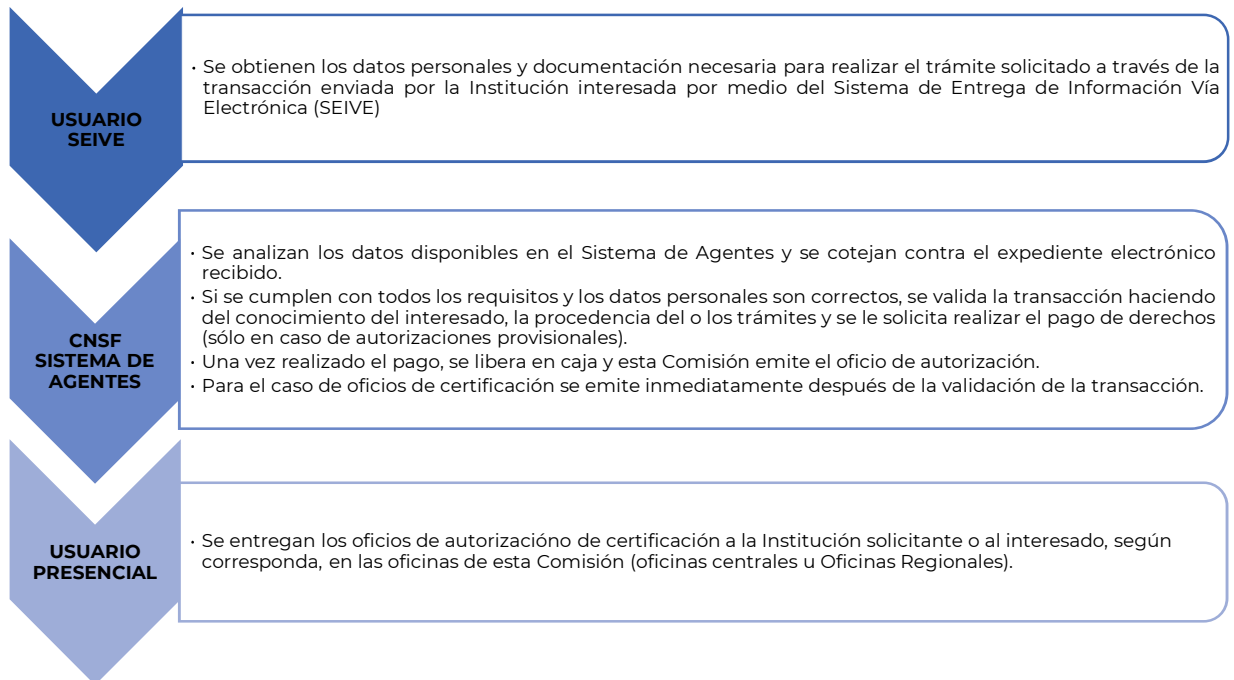 USUARIO
SEIVE
· Se obtienen los datos personales y documentación necesaria para realizar el trámite solicitado a través de la
transacción enviada por la Institución interesada por medio del Sistema de Entrega de Información Vía
Electrónica (SEIVE)
CNSF
SISTEMA DE
AGENTES
· Se analizan los datos disponibles en el Sistema de Agentes y se cotejan contra el expediente electrónico
recibido.
· Si se cumplen con todos los requisitos y los datos personales son correctos, se valida la transacción haciendo
del conocimiento del interesado, la procedencia del o los trámites y se le solicita realizar el pago de derechos
(sólo en caso de autorizaciones provisionales).
· Una vez realizado el pago, se libera en caja y esta Comisión emite el oficio de autorización.
· Para el caso de oficios de certificación se emite inmediatamente después de la validación de la transacción.
USUARIO
PRESENCIAL
· Se entregan los oficios de autorizacióno de certificación a la Institución solicitante o al interesado, según
corresponda, en las oficinas de esta Comisión (oficinas centrales u Oficinas Regionales).